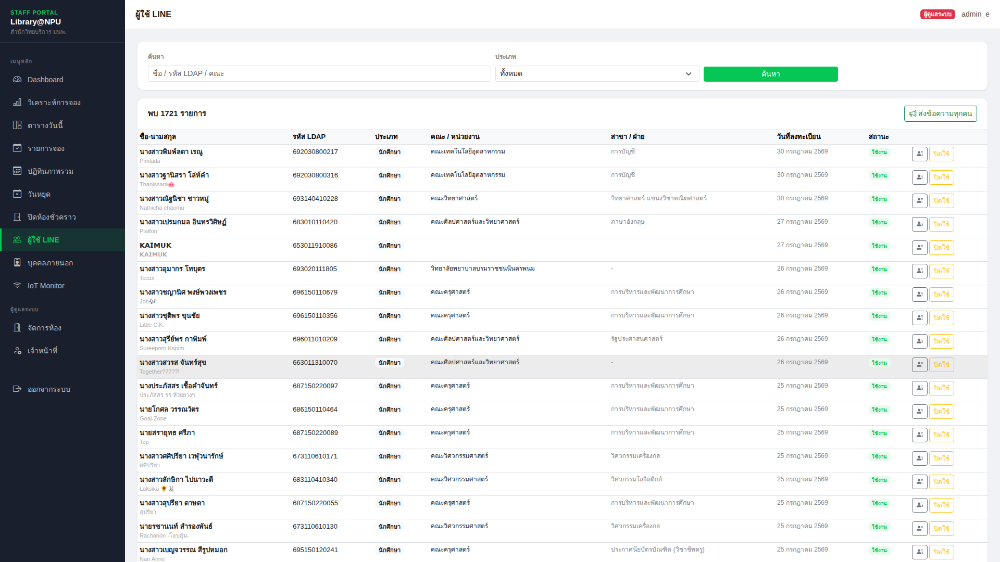 STAFF PORTAL
Library@NPU
สำนักวิทยบริการ มนพ.
เมนูหลัก
Dashboard
วิเคราะห์การจอง
ตารางวันนี้
รายการจอง
ปฏิทินภาพรวม
วันหยุด
ปิดห้องชั่วคราว
ผู้ใช้ LINE
บุคคลภายนอก
IoT Monitor
ผู้ดูแลระบบ
จัดการห้อง
เจ้าหน้าที่
ออกจากระบบ
ผู้ใช้ LINE
ผู้ดูแลระบบ admin_e
ค้นหา ประเภท
ชื่อ / รหัส LDAP / คณะ ทั้งหมด ค้นหา
พบ 1721 รายการ ส่งข้อความทุกคน
ชื่อ-นามสกุล รหัส LDAP ประเภท คณะ / หน่วยงาน สาขา / ฝ่าย วันที่ลงทะเบียน สถานะ
นางสาวพิมพ์ลดา เรณู 692030800217 นักศึกษา คณะเทคโนโลยีอุตสาหกรรม การบัญชี 30 กรกฎาคม 2569 ใช้งาน ปิดใช้
Pimlada
นางสาวฐานิสรา โล่ห์คำ 692030800316 นักศึกษา คณะเทคโนโลยีอุตสาหกรรม การบัญชี 30 กรกฎาคม 2569 ใช้งาน ปิดใช้
Thanissara🐽
นางสาวณัฐนิชา ชาวหมู่ 693140410228 นักศึกษา คณะวิทยาศาสตร์ วิทยาศาสตร์ แขนงวิชาคณิตศาสตร์ 30 กรกฎาคม 2569 ใช้งาน ปิดใช้
Natnicha chaomu
นางสาวเปรมกมล อินทรวิศิษฏ์ 683010110420 นักศึกษา คณะศิลปศาสตร์และวิทยาศาสตร์ ภาษาอังกฤษ 27 กรกฎาคม 2569 ใช้งาน ปิดใช้
Plaifon
KAIMUK 653011910086 นักศึกษา 27 กรกฎาคม 2569 ใช้งาน ปิดใช้
KAIMUK
นางสาวอุมากร โทบุตร 693020111805 นักศึกษา วิทยาลัยพยาบาลบรมราชชนนีนครพนม - 26 กรกฎาคม 2569 ใช้งาน ปิดใช้
Tccux
นางสาวชญานิศ พงษ์พวงเพชร 696150110679 นักศึกษา คณะครุศาสตร์ การบริหารและพัฒนาการศึกษา 26 กรกฎาคม 2569 ใช้งาน ปิดใช้
Job🎶
นางสาวชุติพร ขุนชัย 696150110356 นักศึกษา คณะครุศาสตร์ การบริหารและพัฒนาการศึกษา 26 กรกฎาคม 2569 ใช้งาน ปิดใช้
Little C.K.
นางสาวสุรีย์พร กาพิมพ์ 696011010209 นักศึกษา คณะศิลปศาสตร์และวิทยาศาสตร์ รัฐประศาสนศาสตร์ 26 กรกฎาคม 2569 ใช้งาน ปิดใช้
Sureeporn Kapim
นางสาวสวรส จันทร์สุข 663011310070 นักศึกษา คณะศิลปศาสตร์และวิทยาศาสตร์ - 26 กรกฎาคม 2569 ใช้งาน ปิดใช้
Together?????!
นางประภัสสร เชื้อคำจันทร์ 687150220097 นักศึกษา คณะครุศาสตร์ การบริหารและพัฒนาการศึกษา 25 กรกฎาคม 2569 ใช้งาน ปิดใช้
ประภัสสร รร.ห้วยยางฯ
นายโกศล วรรณวัตร 686150110464 นักศึกษา คณะครุศาสตร์ การบริหารและพัฒนาการศึกษา 25 กรกฎาคม 2569 ใช้งาน ปิดใช้
Goal-Zone
นายสรายุทธ ศรีภา 687150220089 นักศึกษา คณะครุศาสตร์ การบริหารและพัฒนาการศึกษา 25 กรกฎาคม 2569 ใช้งาน ปิดใช้
Top
นางสาวศศิปรียา เวฬุวนารักษ์ 673110610171 นักศึกษา คณะวิศวกรรมศาสตร์ วิศวกรรมเครื่องกล 25 กรกฎาคม 2569 ใช้งาน ปิดใช้
ศศิปรียา
นางสาวลักษิกา ไปนาวะดี 683110410340 นักศึกษา คณะวิศวกรรมศาสตร์ วิศวกรรมโลจิสติกส์ 25 กรกฎาคม 2569 ใช้งาน ปิดใช้
Laksika 🌻🐰
นางสาวสุปรียา ดาษดา 687150220055 นักศึกษา คณะครุศาสตร์ การบริหารและพัฒนาการศึกษา 25 กรกฎาคม 2569 ใช้งาน ปิดใช้
สุปรียา
นายรชานนท์ สำรองพันธ์ 673110610130 นักศึกษา คณะวิศวกรรมศาสตร์ วิศวกรรมเครื่องกล 25 กรกฎาคม 2569 ใช้งาน ปิดใช้
Rachanon -โอบอุ้ม-
นางสาวเบญจวรรณ สีรูปหมอก 695150120241 นักศึกษา คณะครุศาสตร์ ประกาศนียบัตรบัณฑิต (วิชาชีพครู) 25 กรกฎาคม 2569 ใช้งาน ปิดใช้
Nan Anne